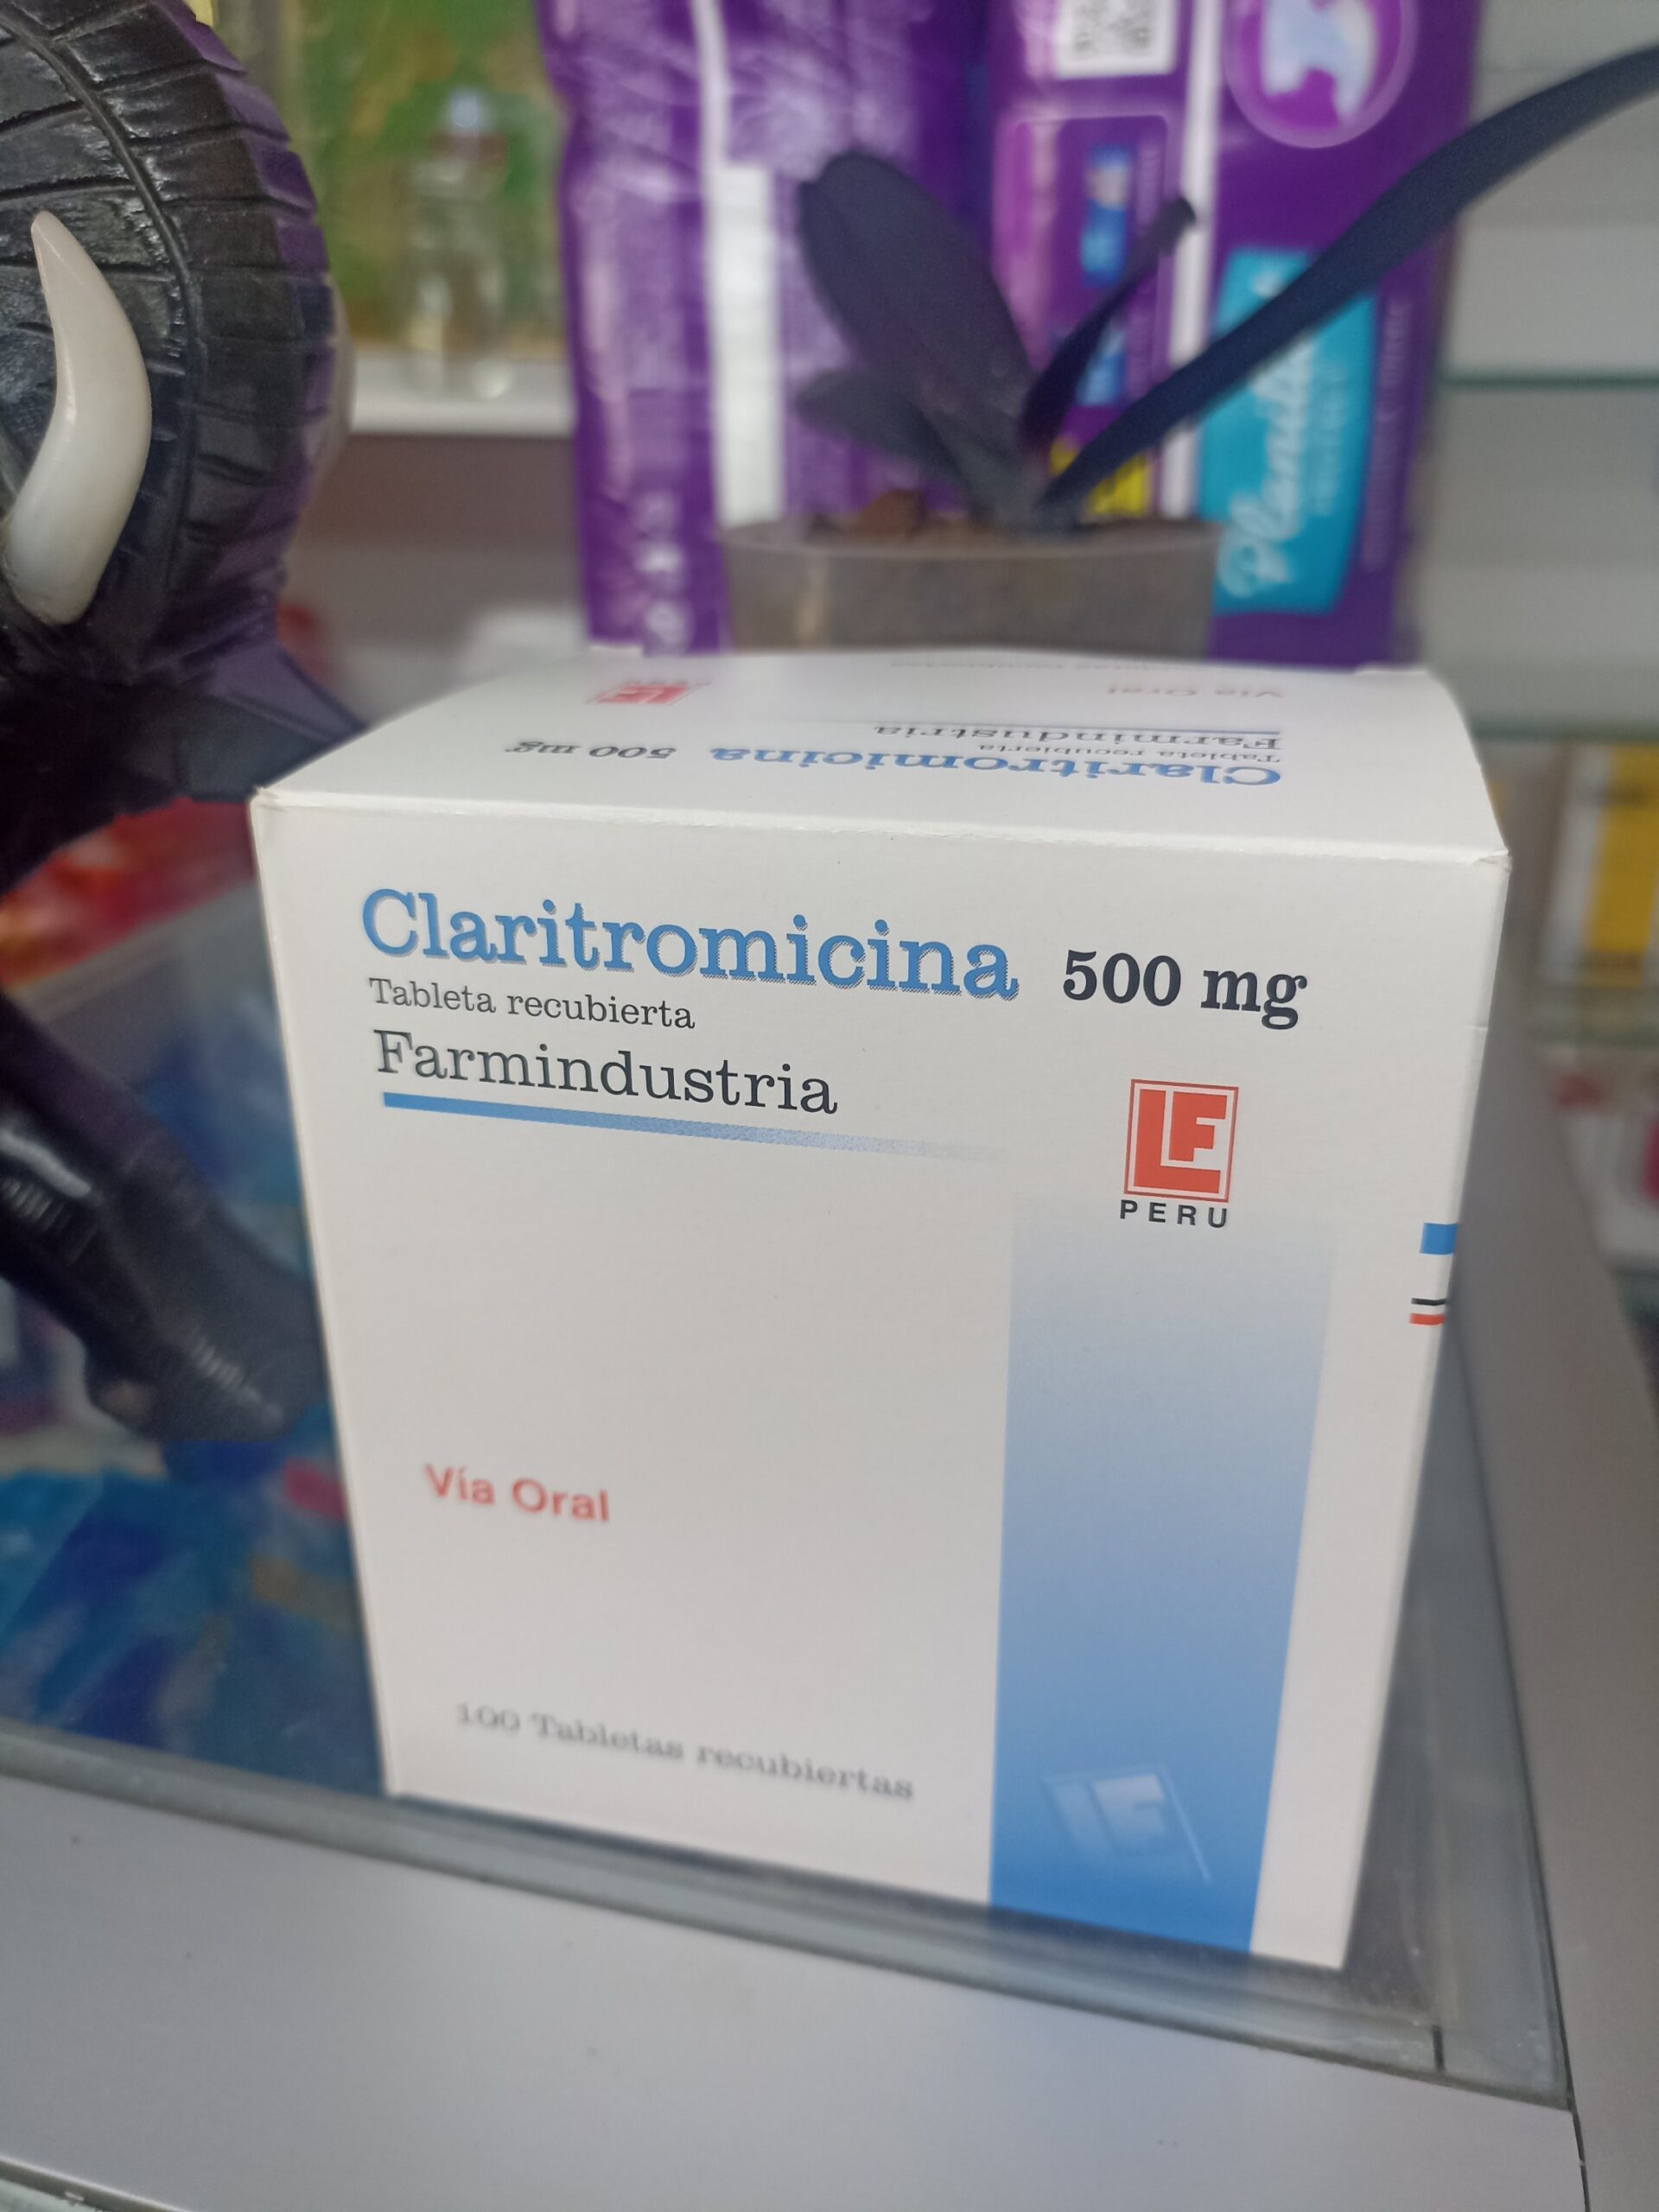 Claritromicina 500 mg
Tableta recubierta
Farmindustria
Vía Oral
Claritromicina 500 mg
Tableta recubierta
Farmindustria
LF
PERU
Vía Oral
100 Tabletas recubiertas
LF